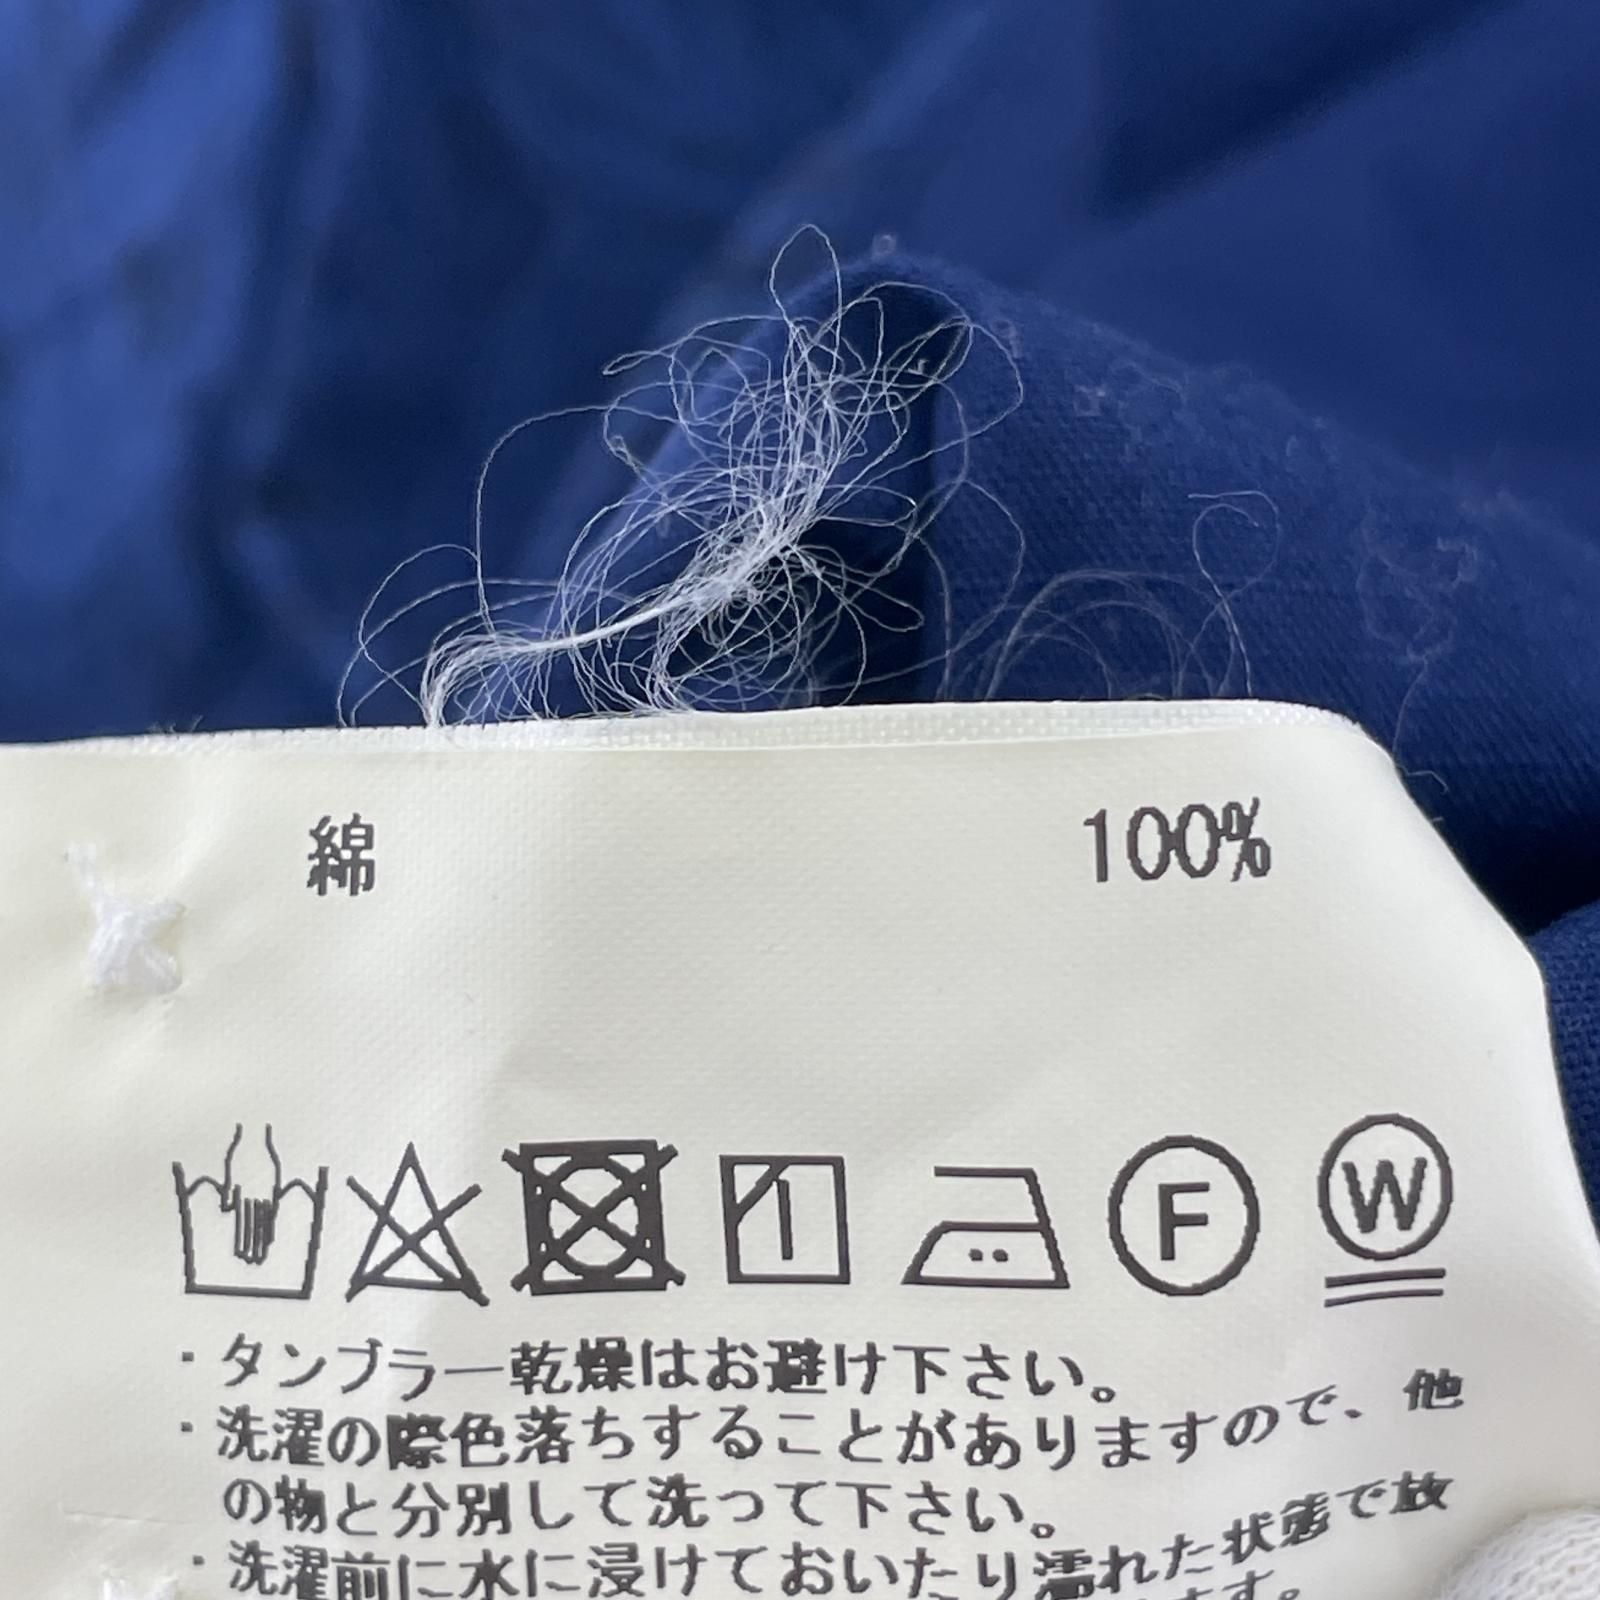 綿 100%
F W
・タンブラー乾燥はお避け下さい。
・洗濯の際色落ちすることがありますので、他
の物と分別して洗って下さい。
・洗濯前に水に浸けておいたり濡れた状態で放
ます。